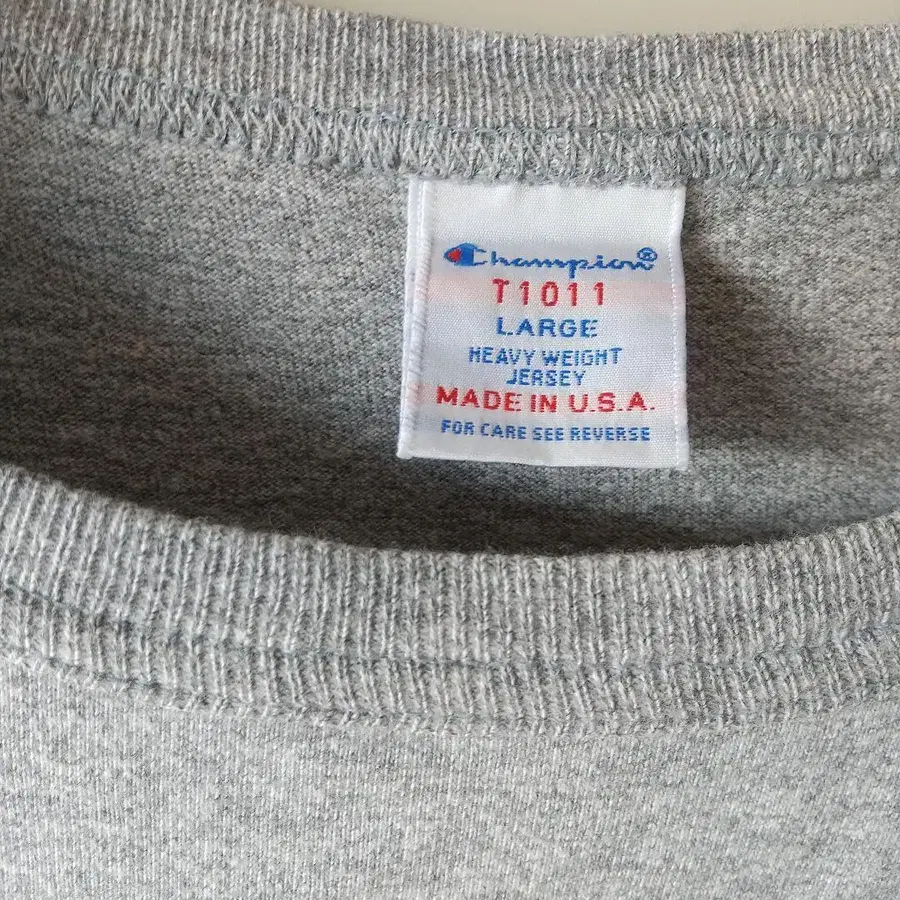 Champion®
T1011
LARGE
HEAVY WEIGHT
JERSEY
MADE IN U.S.A.
FOR CARE SEE REVERSE